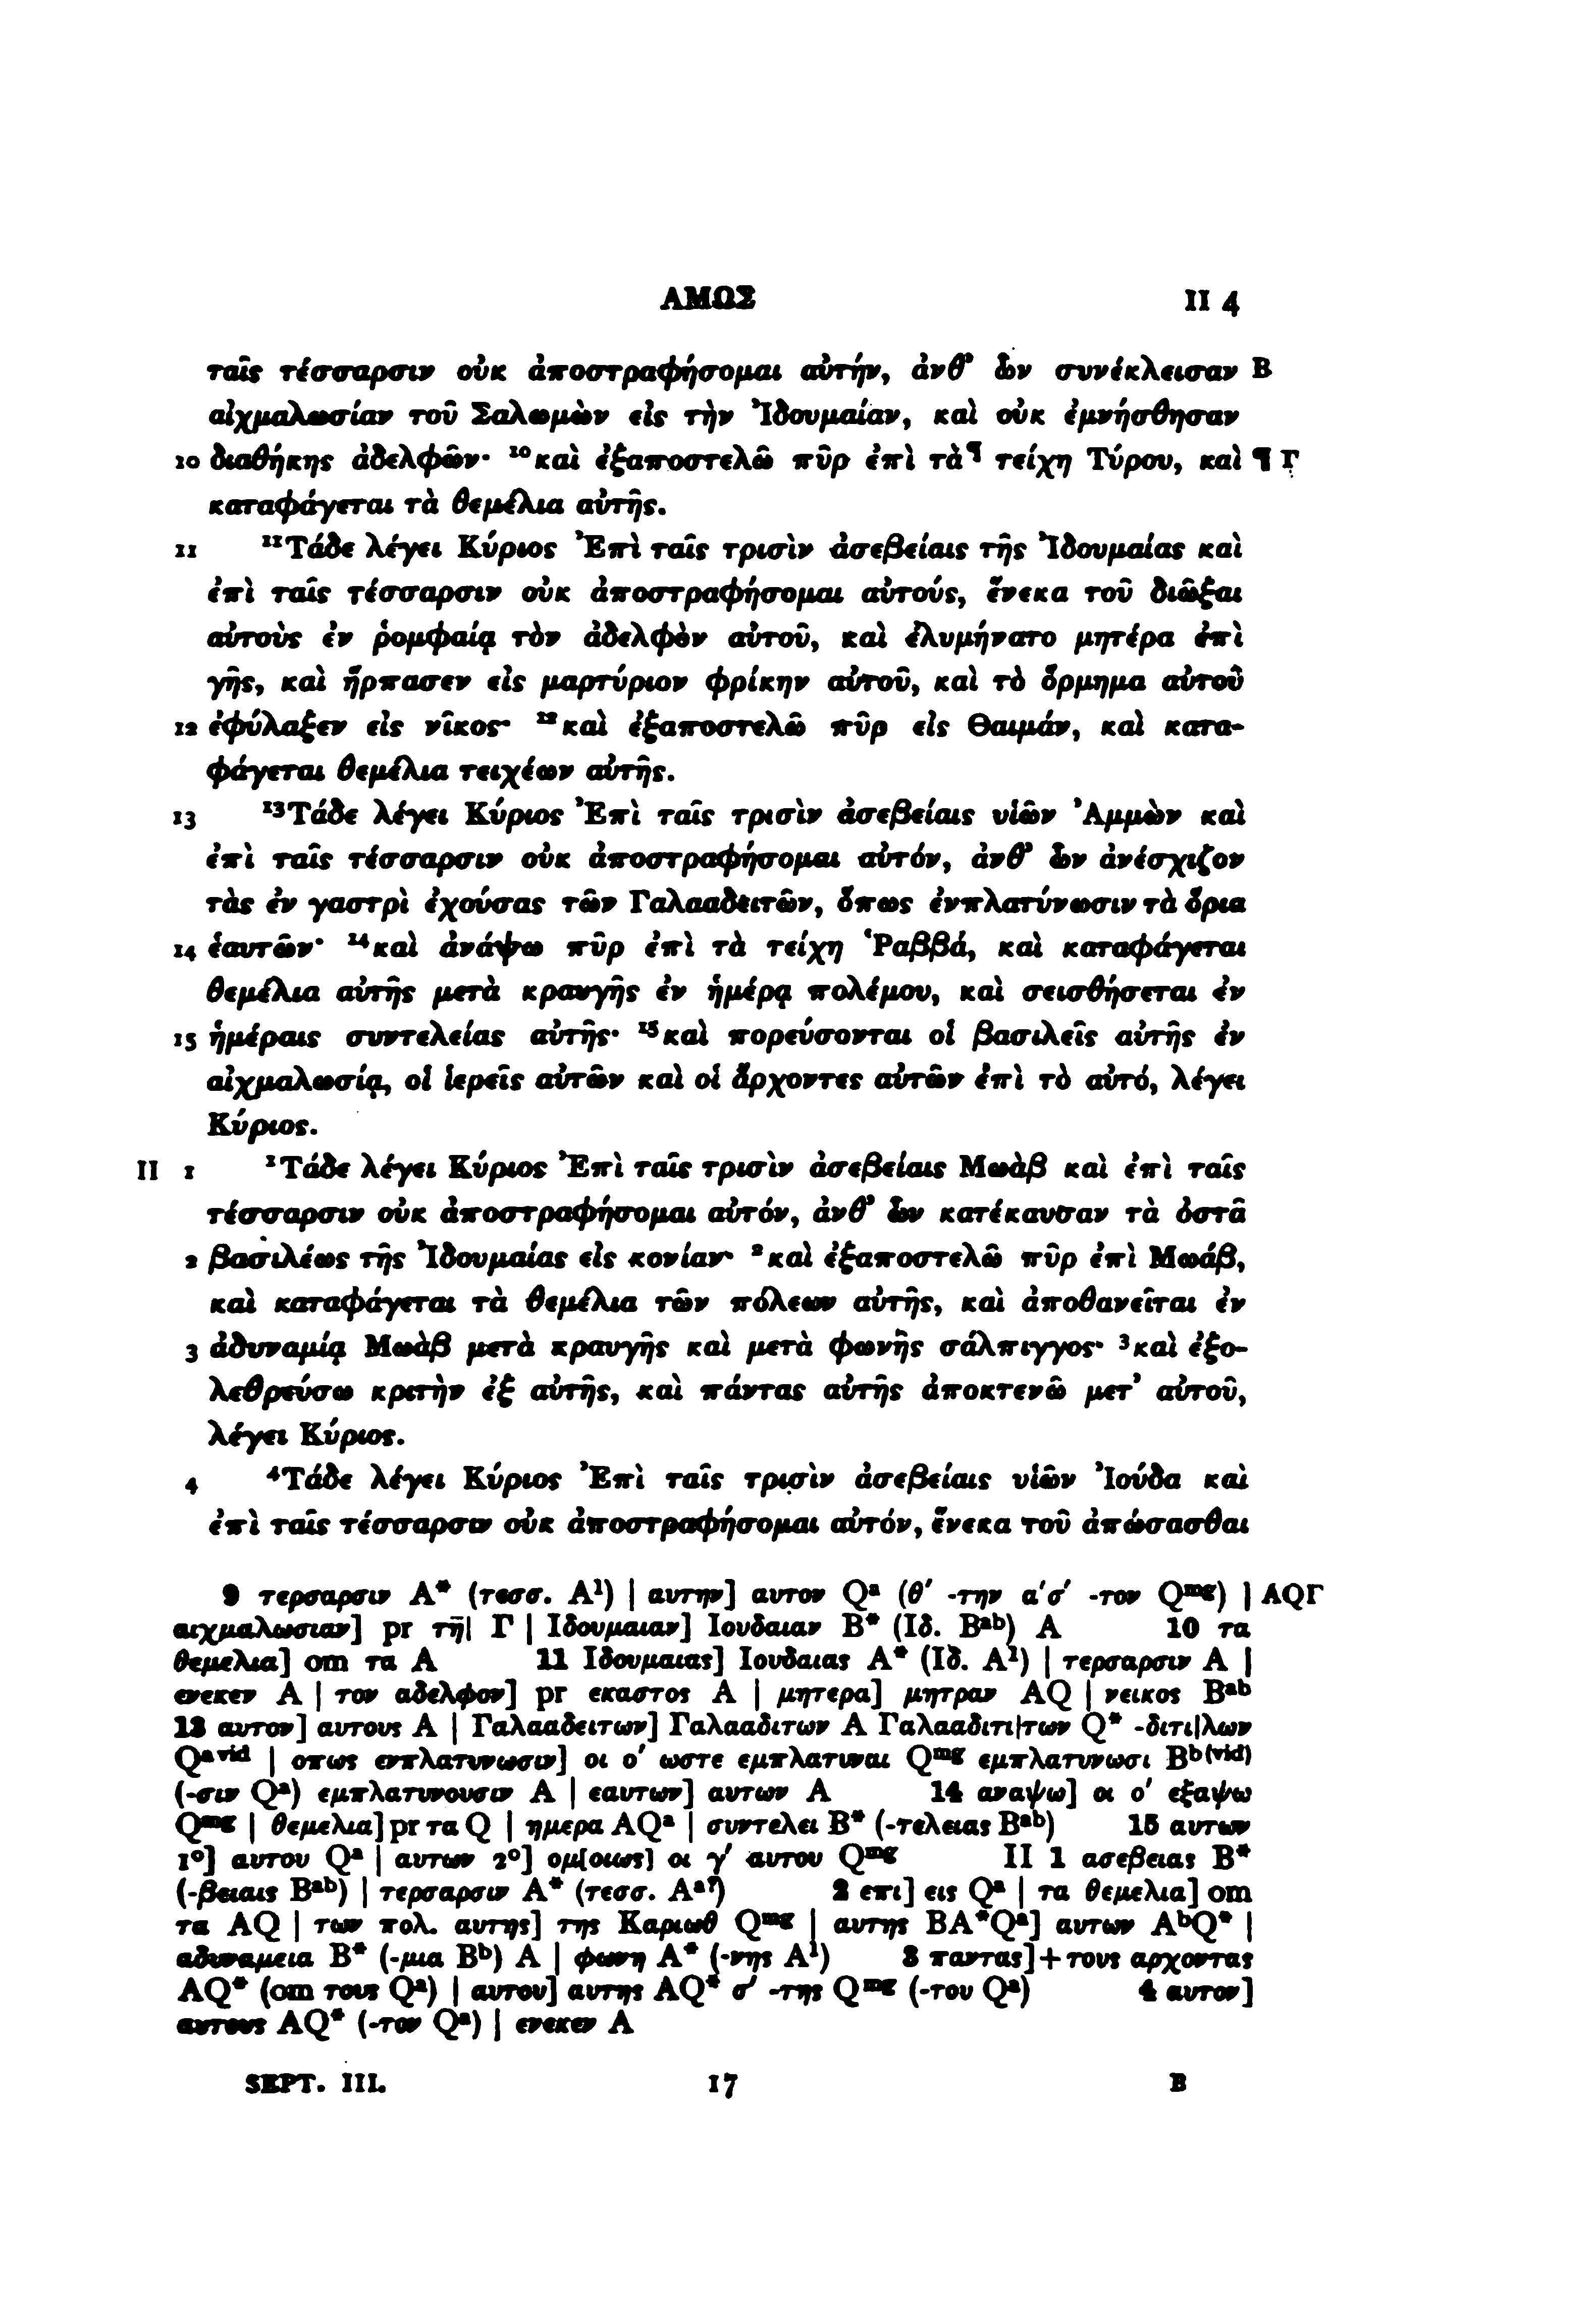 ΑΜΩΣ II 4
ταῖς τέσσαρσιν οὐκ ἀποστραφήσομαι αὐτήν, ἀνθ᾽ ὧν συνέκλεισαν B
αἰχμαλωσίαν τοῦ Σαλωμὼν εἰς τὴν Ἰδουμαίαν, καὶ οὐκ ἐμνήσθησαν
10 διαθήκης ἀδελφῶν· ¹⁰καὶ ἐξαποστελῶ πῦρ ἐπὶ τὰ¶ τείχη Τύρου, καὶ ¶ Γ
καταφάγεται τὰ θεμέλια αὐτῆς.
11 ¹¹Τάδε λέγει Κύριος Ἐπὶ ταῖς τρισὶν ἀσεβείαις τῆς Ἰδουμαίας καὶ
ἐπὶ ταῖς τέσσαρσιν οὐκ ἀποστραφήσομαι αὐτούς, ἕνεκα τοῦ διῶξαι
αὐτοὺς ἐν ῥομφαίᾳ τὸν ἀδελφὸν αὐτοῦ, καὶ ἐλυμήνατο μητέρα ἐπὶ
γῆς, καὶ ἥρπασεν εἰς μαρτύριον φρίκην αὐτοῦ, καὶ τὸ ὅρμημα αὐτοῦ
12 ἐφύλαξεν εἰς νῖκος· ¹²καὶ ἐξαποστελῶ πῦρ εἰς Θαιμάν, καὶ κατα-
φάγεται θεμέλια τειχέων αὐτῆς.
13 ¹³Τάδε λέγει Κύριος Ἐπὶ ταῖς τρισὶν ἀσεβείαις υἱῶν Ἀμμὼν καὶ
ἐπὶ ταῖς τέσσαρσιν οὐκ ἀποστραφήσομαι αὐτόν, ἀνθ᾽ ὧν ἀνέσχιζον
τὰς ἐν γαστρὶ ἐχούσας τῶν Γαλααδειτῶν, ὅπως ἐνπλατύνωσιν τὰ ὅρια
14 ἑαυτῶν· ¹⁴καὶ ἀνάψω πῦρ ἐπὶ τὰ τείχη Ῥαββά, καὶ καταφάγεται
θεμέλια αὐτῆς μετὰ κραυγῆς ἐν ἡμέρᾳ πολέμου, καὶ σεισθήσεται ἐν
15 ἡμέραις συντελείας αὐτῆς· ¹⁵καὶ πορεύσονται οἱ βασιλεῖς αὐτῆς ἐν
αἰχμαλωσίᾳ, οἱ ἱερεῖς αὐτῶν καὶ οἱ ἄρχοντες αὐτῶν ἐπὶ τὸ αὐτό, λέγει
Κύριος.
II 1 ¹Τάδε λέγει Κύριος Ἐπὶ ταῖς τρισὶν ἀσεβείαις Μωὰβ καὶ ἐπὶ ταῖς
τέσσαρσιν οὐκ ἀποστραφήσομαι αὐτόν, ἀνθ᾽ ὧν κατέκαυσαν τὰ ὀστᾶ
2 βασιλέως τῆς Ἰδουμαίας εἰς κονίαν· ²καὶ ἐξαποστελῶ πῦρ ἐπὶ Μωάβ,
καὶ καταφάγεται τὰ θεμέλια τῶν πόλεων αὐτῆς, καὶ ἀποθανεῖται ἐν
3 ἀδυναμίᾳ Μωὰβ μετὰ κραυγῆς καὶ μετὰ φωνῆς σάλπιγγος· ³καὶ ἐξο-
λεθρεύσω κριτὴν ἐξ αὐτῆς, καὶ πάντας αὐτῆς ἀποκτενῶ μετ᾽ αὐτοῦ,
λέγει Κύριος.
4 ⁴Τάδε λέγει Κύριος Ἐπὶ ταῖς τρισὶν ἀσεβείαις υἱῶν Ἰούδα καὶ
ἐπὶ ταῖς τέσσαρσιν οὐκ ἀποστραφήσομαι αὐτόν, ἕνεκα τοῦ ἀπώσασθαι
9 τερσαρσιν A* (τεσσ. A¹) | αυτην] αυτον Qᵃ (θ′ -την α′σ′ -τον Qᵐᵍ) | AQΓ
αιχμαλωσιαν] pr τῆ| Γ | Ιδουμαιαν] Ιουδαιαν B* (Ιδ. Bᵃᵇ) A 10 τα
θεμελια] om τα A 11 Ιδουμαιας] Ιουδαιας A* (Ιδ. A¹) | τερσαρσιν A |
ενεκεν A | τον αδελφον] pr εκαστος A | μητερα] μητραν AQ | νεικος Bᵃᵇ
13 αυτον] αυτους A | Γαλααδειτων] Γαλααδιτων A Γαλααδιτι|των Q* -διτι|λων
Qᵃ ᵛⁱᵈ | οπως ενπλατυνωσιν] οι ο′ ωστε εμπλατυναι Qᵐᵍ εμπλατυνωσι Bᵇ⁽ᵛⁱᵈ⁾
(-σιν Qᵃ) εμπλατυνουσιν A | εαυτων] αυτων A 14 αναψω] οι ο′ εξαψω
Qᵐᵍ | θεμελια] pr τα Q | ημερα AQᵃ | συντελει B* (-τελειας Bᵃᵇ) 15 αυτων
1°] αυτου Qᵃ | αυτων 2°] ομ[οιως] οι γ′ αυτου Qᵐᵍ II 1 ασεβειας B*
(-βειαις Bᵃᵇ) | τερσαρσιν A* (τεσσ. Aᵃ?) 2 επι] εις Qᵃ | τα θεμελια] om
τα AQ | των πολ. αυτης] της Καριωθ Qᵐᵍ | αυτης BA*Qᵃ] αυτων AᵇQ* |
αδυναμεια B* (-μια Bᵇ) A | φωνη A* (-νης A¹) 3 παντας]+τους αρχοντας
AQ* (om τους Qᵃ) | αυτου] αυτης AQ* σ′ -της Qᵐᵍ (-του Qᵃ) 4 αυτον]
αυτους AQ* (-τον Qᵃ) | ενεκεν A
SEPT. III. 17 B